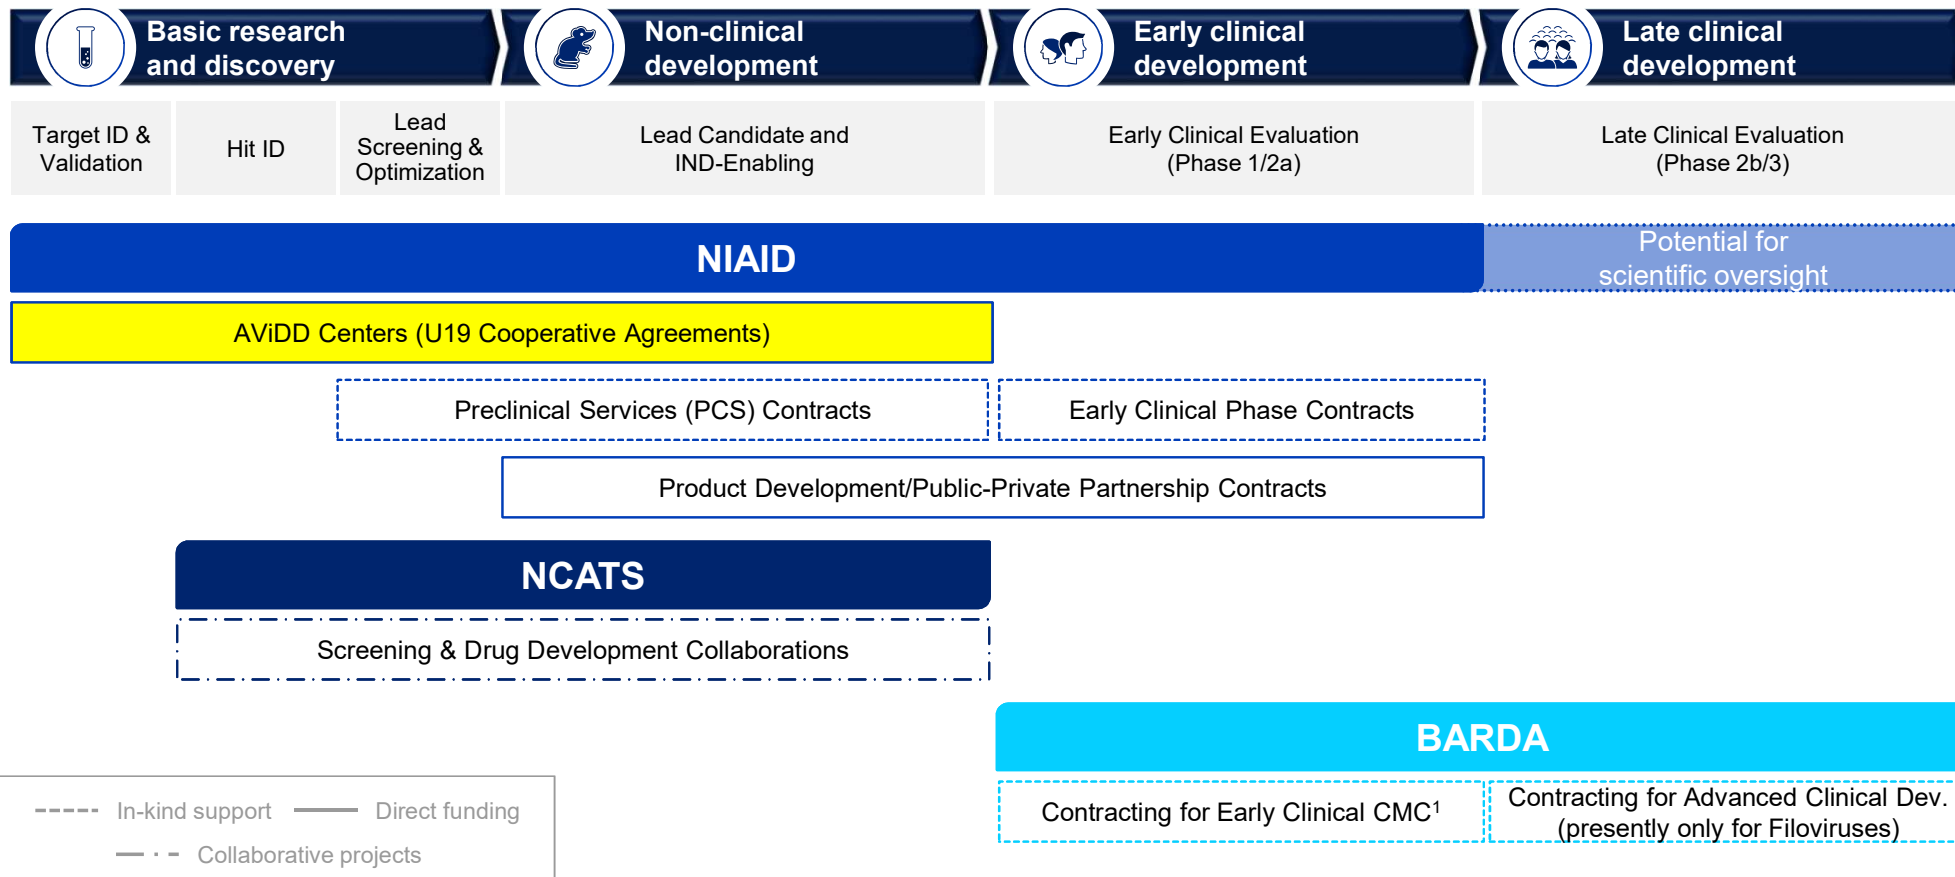 Basic research
and discovery
Non-clinical
development
Early clinical
development
Late clinical
development
Target ID &
Validation
Hit ID
Lead
Screening &
Optimization
Lead Candidate and
IND-Enabling
Early Clinical Evaluation
(Phase 1/2a)
Late Clinical Evaluation
(Phase 2b/3)
NIAID
Potential for
scientific oversight
AViDD Centers (U19 Cooperative Agreements)
Preclinical Services (PCS) Contracts
Early Clinical Phase Contracts
Product Development/Public-Private Partnership Contracts
NCATS
Screening & Drug Development Collaborations
BARDA
Contracting for Early Clinical CMC¹
Contracting for Advanced Clinical Dev.
(presently only for Filoviruses)
In-kind support
Direct funding
Collaborative projects